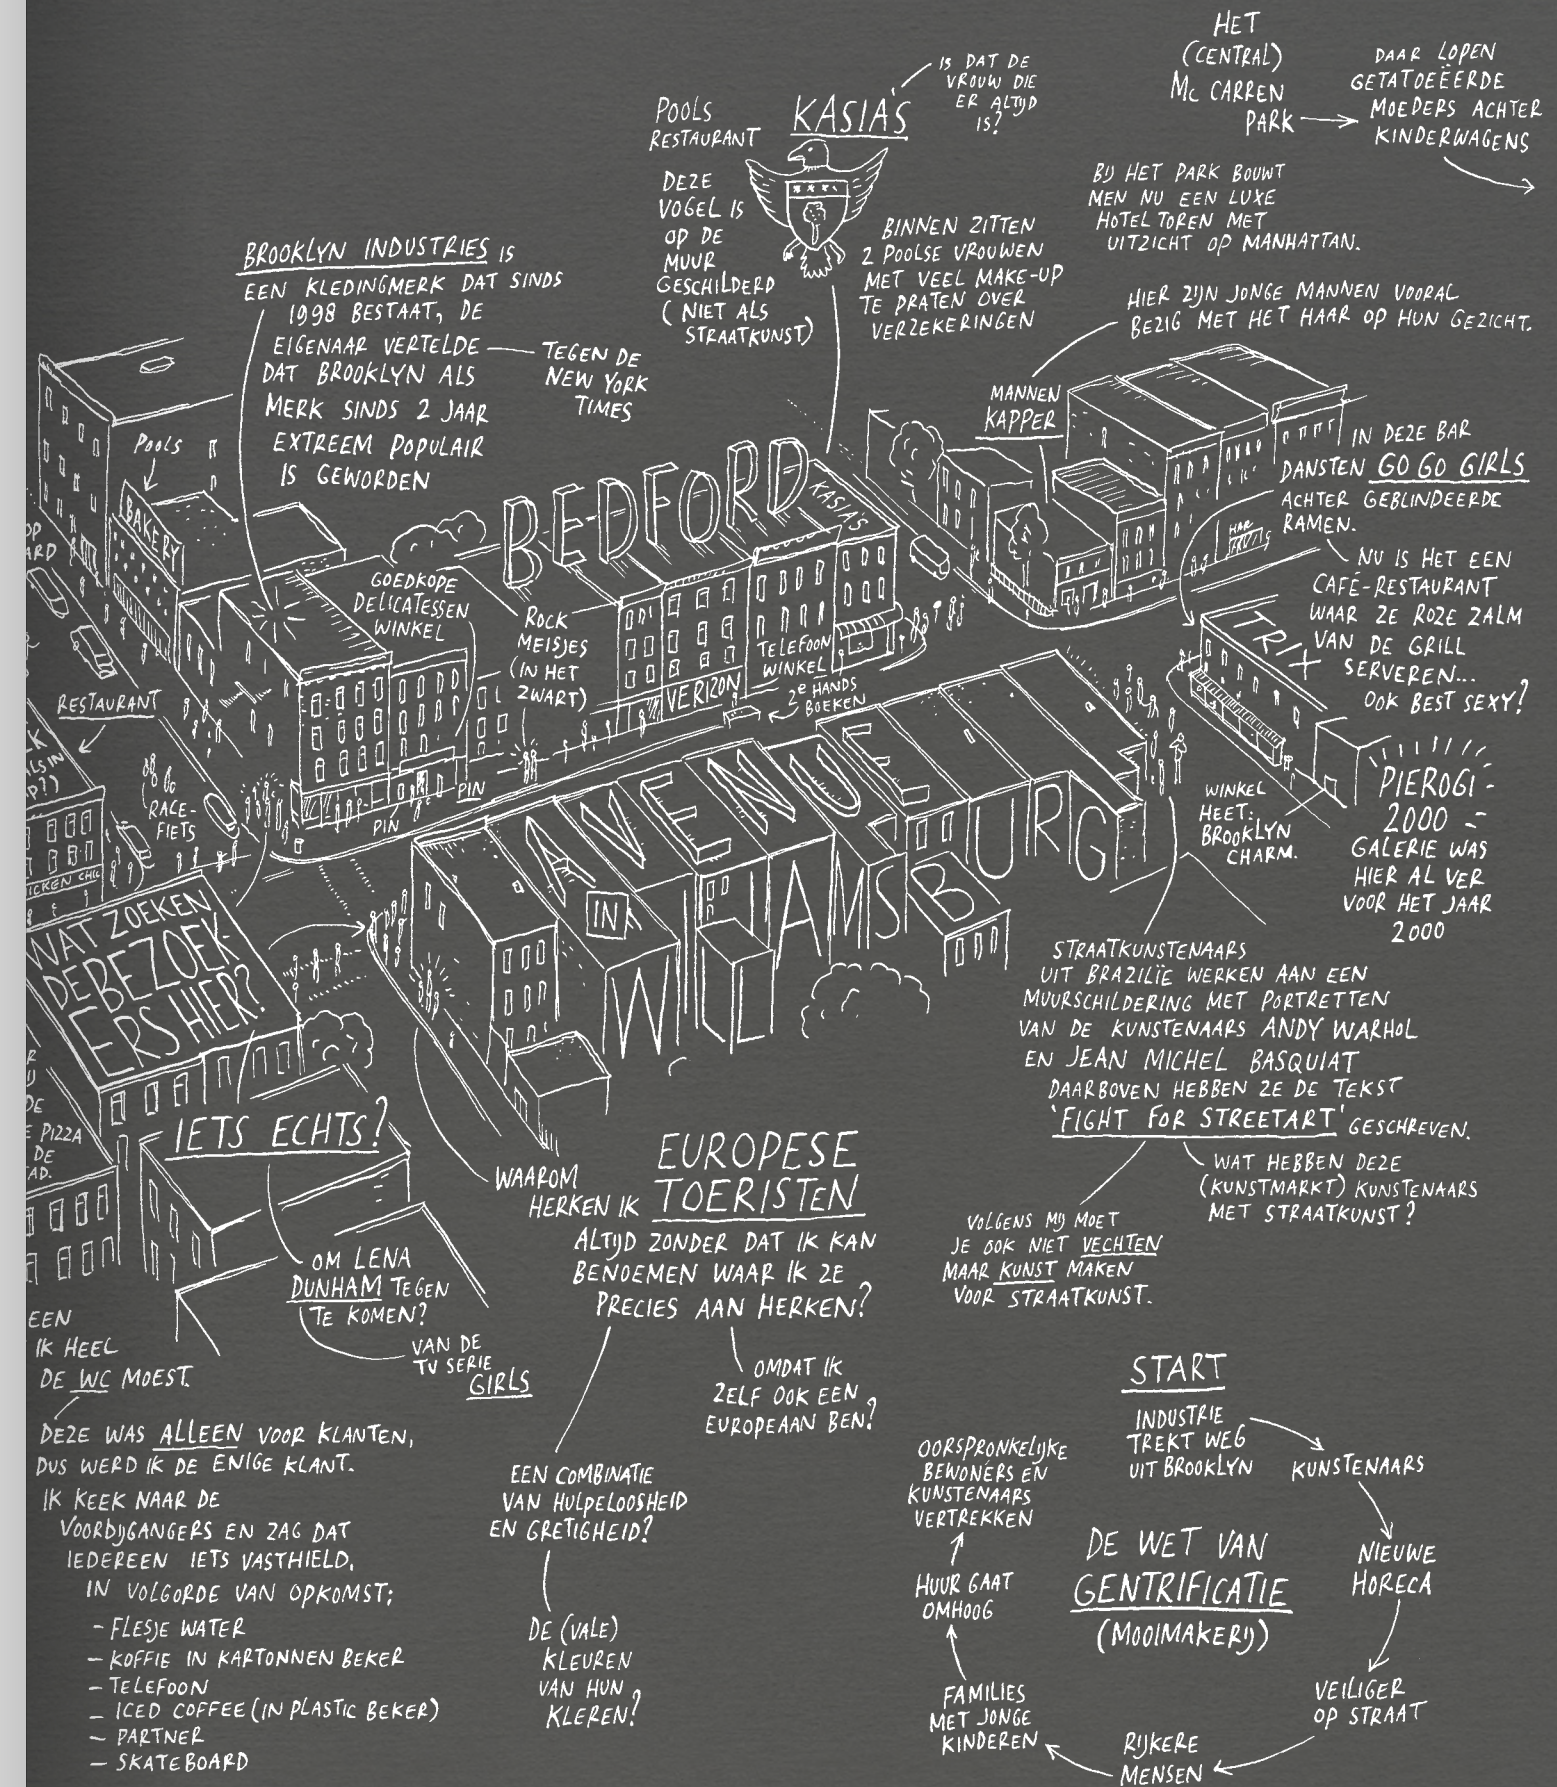 HET
(CENTRAL)
Mc CARREN
PARK
DAAR LOPEN
GETATOEËERDE
MOEDERS ACHTER
KINDERWAGENS
IS DAT DE
VROUW DIE
ER ALTIJD
IS?
POOLS
RESTAURANT
KASIA'S
DEZE
VOGEL IS
OP DE
MUUR
GESCHILDERD
(NIET ALS
STRAATKUNST)
BINNEN ZITTEN
2 POOLSE VROUWEN
MET VEEL MAKE-UP
TE PRATEN OVER
VERZEKERINGEN
BIJ HET PARK BOUWT
MEN NU EEN LUXE
HOTEL TOREN MET
UITZICHT OP MANHATTAN.
HIER ZIJN JONGE MANNEN VOORAL
BEZIG MET HET HAAR OP HUN GEZICHT.
MANNEN
KAPPER
BROOKLYN INDUSTRIES IS
EEN KLEDINGMERK DAT SINDS
1998 BESTAAT, DE
EIGENAAR VERTELDE
DAT BROOKLYN ALS
MERK SINDS 2 JAAR
EXTREEM POPULAIR
IS GEWORDEN
TEGEN DE
NEW YORK
TIMES
POOLS
BAKERY
OP
ARD
BEDFORD
KASIAS
IN DEZE BAR
DANSTEN GO GO GIRLS
ACHTER GEBLINDEERDE
RAMEN.
HAR
NU IS HET EEN
CAFÉ-RESTAURANT
WAAR ZE ROZE ZALM
VAN DE GRILL
SERVEREN...
OOK BEST SEXY?
TRIX
GOEDKOPE
DELICATESSEN
WINKEL
ROCK
MEISJES
(IN HET
ZWART)
TELEFOON
WINKEL
VERIZON
2e HANDS
BOEKEN
RESTAURANT
RACE-
FIETS
PIN
PIN
CKEN CHIC
AVENUE
IN
WILLIAMSBURG
WINKEL
HEET:
BROOKLYN
CHARM.
PIEROGI-
2000 --
GALERIE WAS
HIER AL VER
VOOR HET JAAR
2000
WAT ZOEKEN
DE BEZOEK-
ERS HIER?
IETS ECHTS?
OM LENA
DUNHAM TEGEN
TE KOMEN?
VAN DE
TV SERIE
GIRLS
STRAATKUNSTENAARS
UIT BRAZILIË WERKEN AAN EEN
MUURSCHILDERING MET PORTRETTEN
VAN DE KUNSTENAARS ANDY WARHOL
EN JEAN MICHEL BASQUIAT
DAARBOVEN HEBBEN ZE DE TEKST
'FIGHT FOR STREETART' GESCHREVEN.
WAT HEBBEN DEZE
(KUNSTMARKT) KUNSTENAARS
MET STRAATKUNST?
VOLGENS MIJ MOET
JE OOK NIET VECHTEN
MAAR KUNST MAKEN
VOOR STRAATKUNST.
WAAROM
HERKEN IK
EUROPESE
TOERISTEN
ALTIJD ZONDER DAT IK KAN
BENOEMEN WAAR IK ZE
PRECIES AAN HERKEN?
OMDAT IK
ZELF OOK EEN
EUROPEAAN BEN?
EEN COMBINATIE
VAN HULPELOOSHEID
EN GRETIGHEID?
DE (VALE)
KLEUREN
VAN HUN
KLEREN?
DE
E PIZZA
DE
AD.
EEN
IK HEEL
DE WC MOEST.
DEZE WAS ALLEEN VOOR KLANTEN,
DUS WERD IK DE ENIGE KLANT.
IK KEEK NAAR DE
VOORBIJGANGERS EN ZAG DAT
IEDEREEN IETS VASTHIELD.
IN VOLGORDE VAN OPKOMST:
- FLESJE WATER
- KOFFIE IN KARTONNEN BEKER
- TELEFOON
- ICED COFFEE (IN PLASTIC BEKER)
- PARTNER
- SKATEBOARD
START
INDUSTRIE
TREKT WEG
UIT BROOKLYN
KUNSTENAARS
NIEUWE
HORECA
VEILIGER
OP STRAAT
RIJKERE
MENSEN
FAMILIES
MET JONGE
KINDEREN
HUUR GAAT
OMHOOG
OORSPRONKELIJKE
BEWONERS EN
KUNSTENAARS
VERTREKKEN
DE WET VAN
GENTRIFICATIE
(MOOIMAKERIJ)